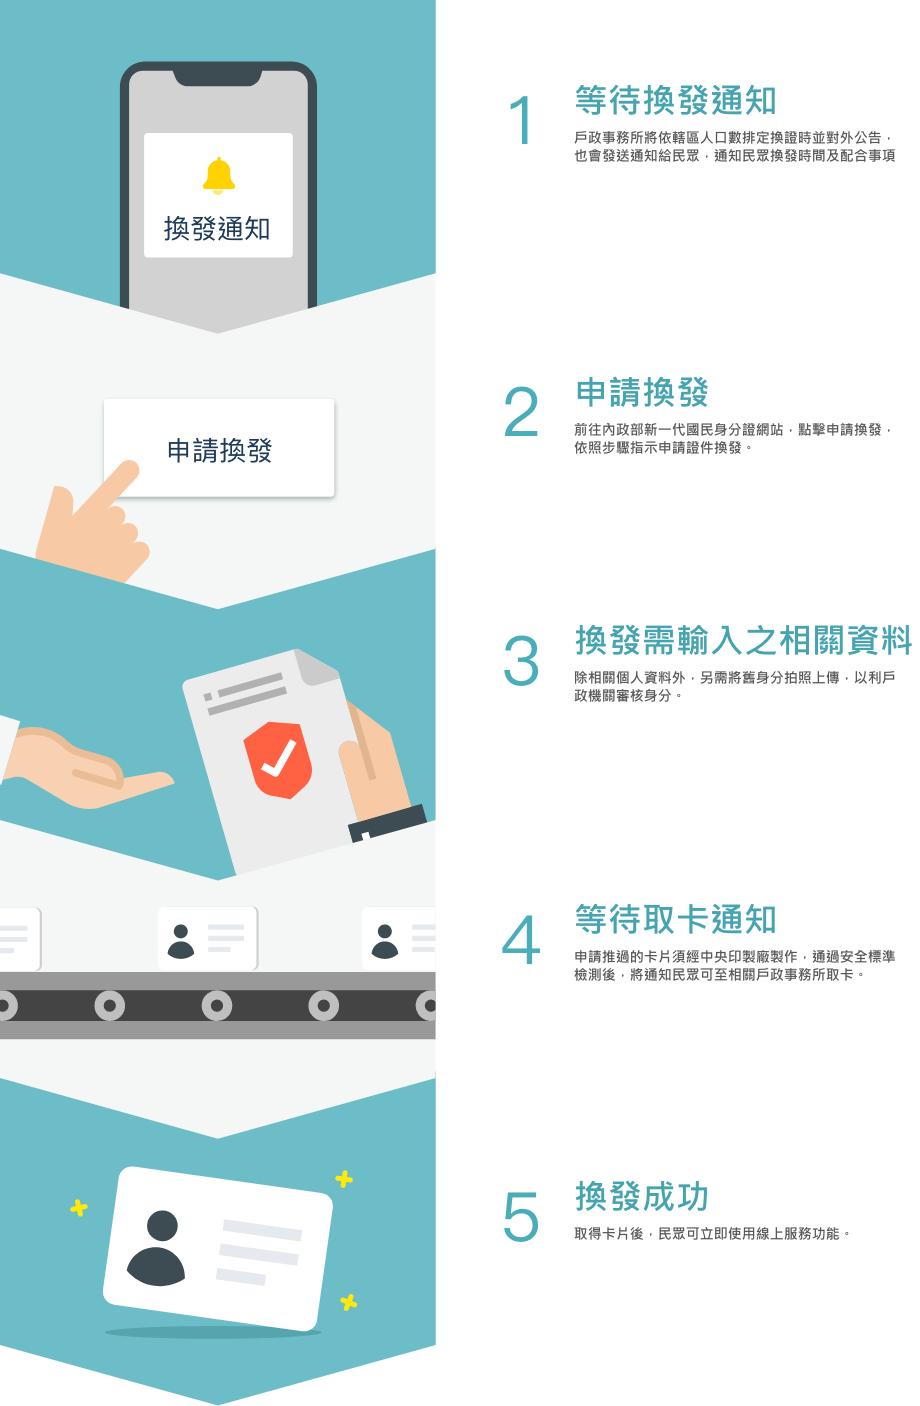 換發通知
1
等待換發通知
戶政事務所將依轄區人口數排定換證時並對外公告，
也會發送通知給民眾，通知民眾換發時間及配合事項
申請換發
2
申請換發
前往內政部新一代國民身分證網站，點擊申請換發，
依照步驟指示申請證件換發。
3
換發需輸入之相關資料
除相關個人資料外，另需將舊身分拍照上傳，以利戶
政機關審核身分。
4
等待取卡通知
申請推過的卡片須經中央印製廠製作，通過安全標準
檢測後，將通知民眾可至相關戶政事務所取卡。
5
換發成功
取得卡片後，民眾可立即使用線上服務功能。